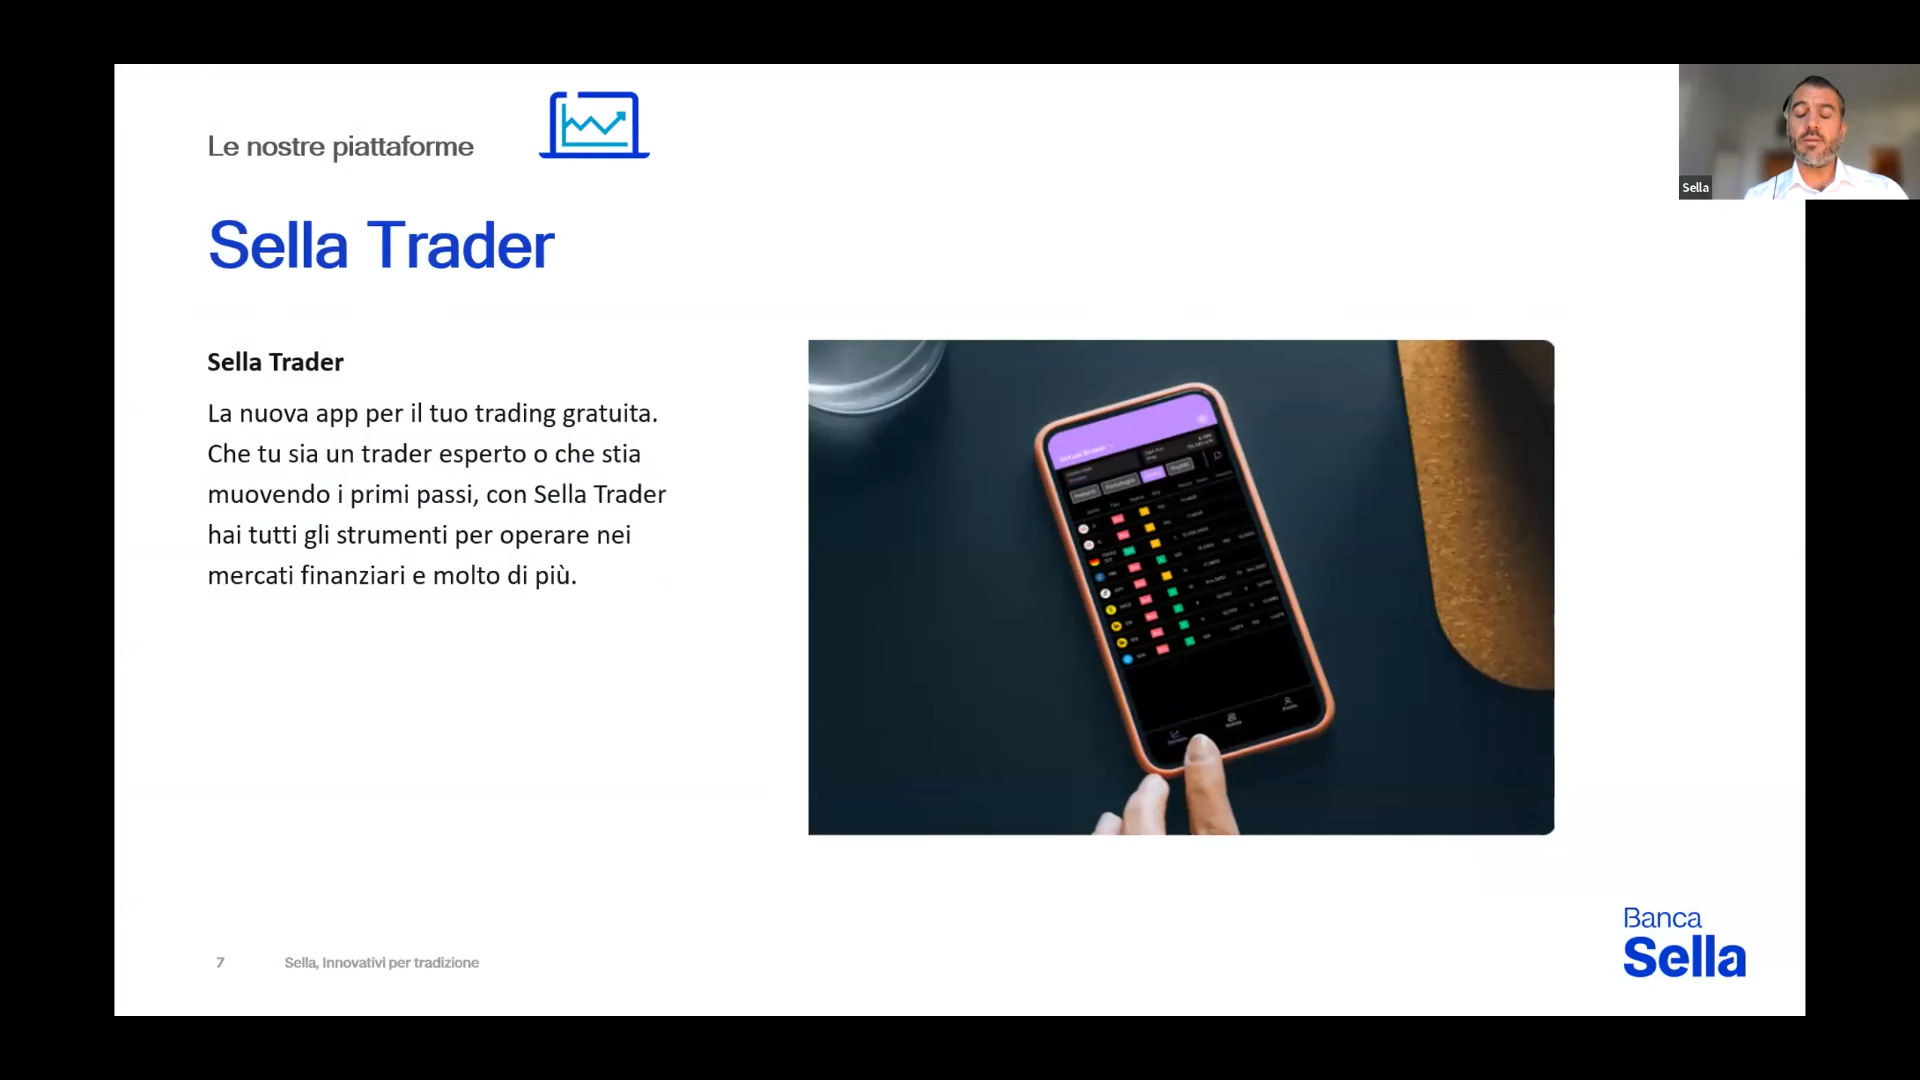 Le nostre piattaforme
Sella
Sella Trader
Sella Trader
La nuova app per il tuo trading gratuita.
Che tu sia un trader esperto o che stia
muovendo i primi passi, con Sella Trader
hai tutti gli strumenti per operare nei
mercati finanziari e molto di più.
Virtual Broker
Banca
Sella
7
Sella, Innovativi per tradizione